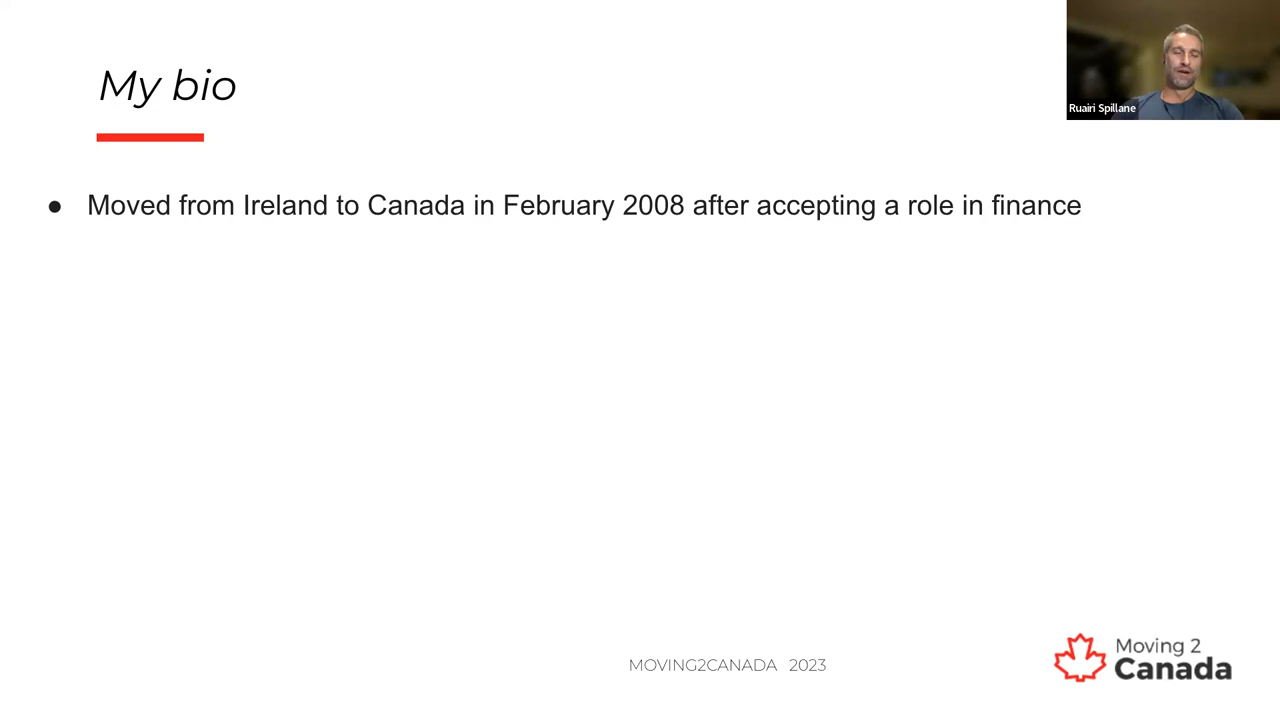 My bio
Ruairi Spillane
● Moved from Ireland to Canada in February 2008 after accepting a role in finance
MOVING2CANADA 2023
Moving 2
Canada